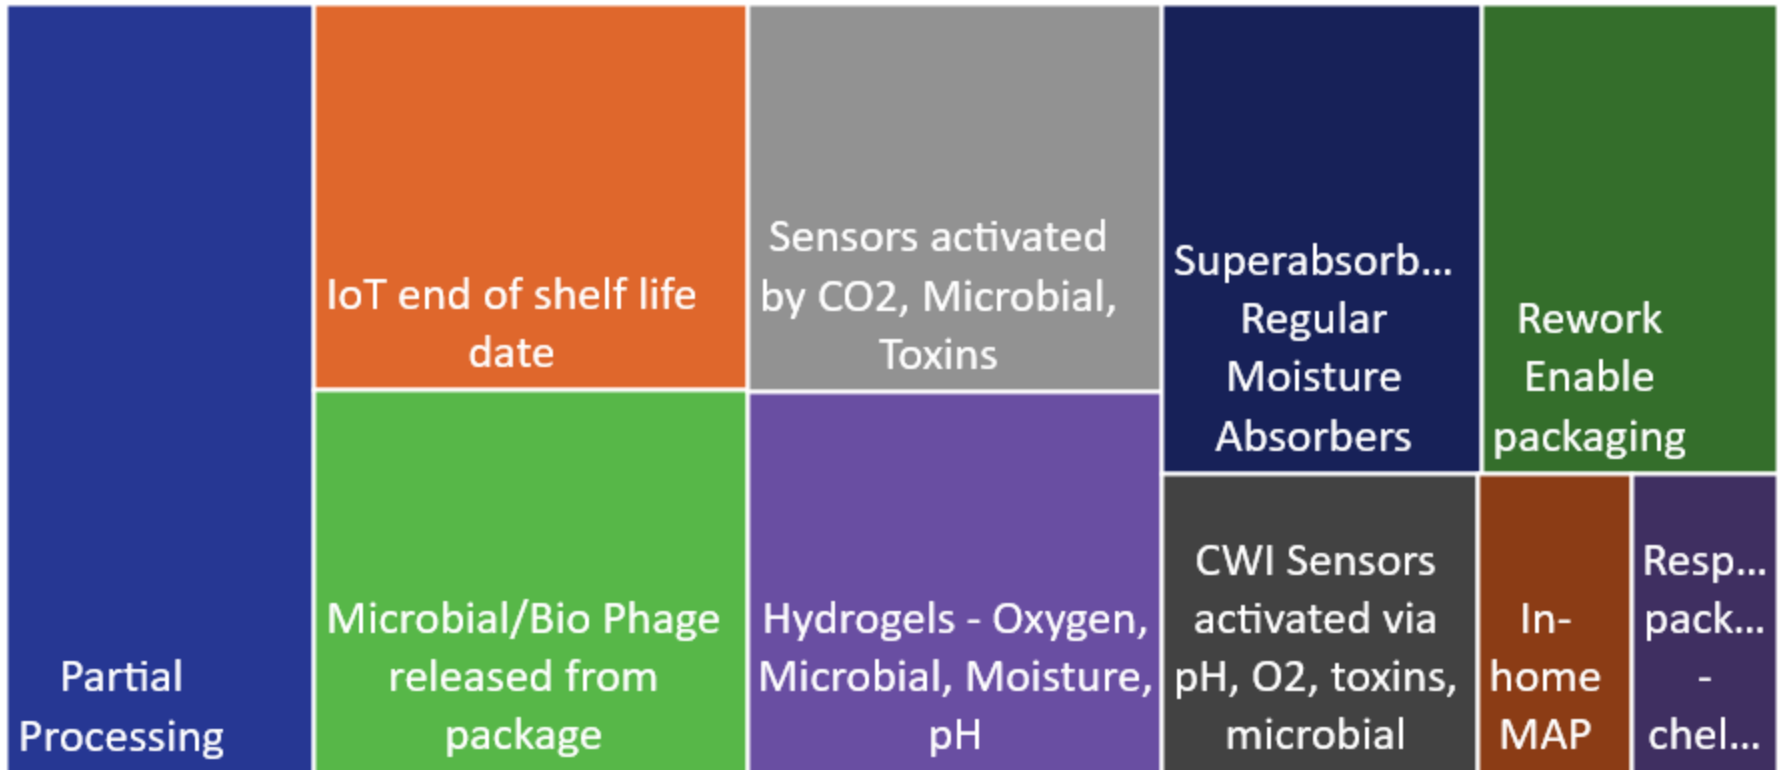 Partial
Processing
IoT end of shelf life
date
Microbial/Bio Phage
released from
package
Sensors activated
by CO2, Microbial,
Toxins
Hydrogels - Oxygen,
Microbial, Moisture,
pH
Superabsorb...
Regular
Moisture
Absorbers
Rework
Enable
packaging
CWI Sensors
activated via
pH, O2, toxins,
microbial
In-
home
MAP
Resp...
pack...
-
chel...